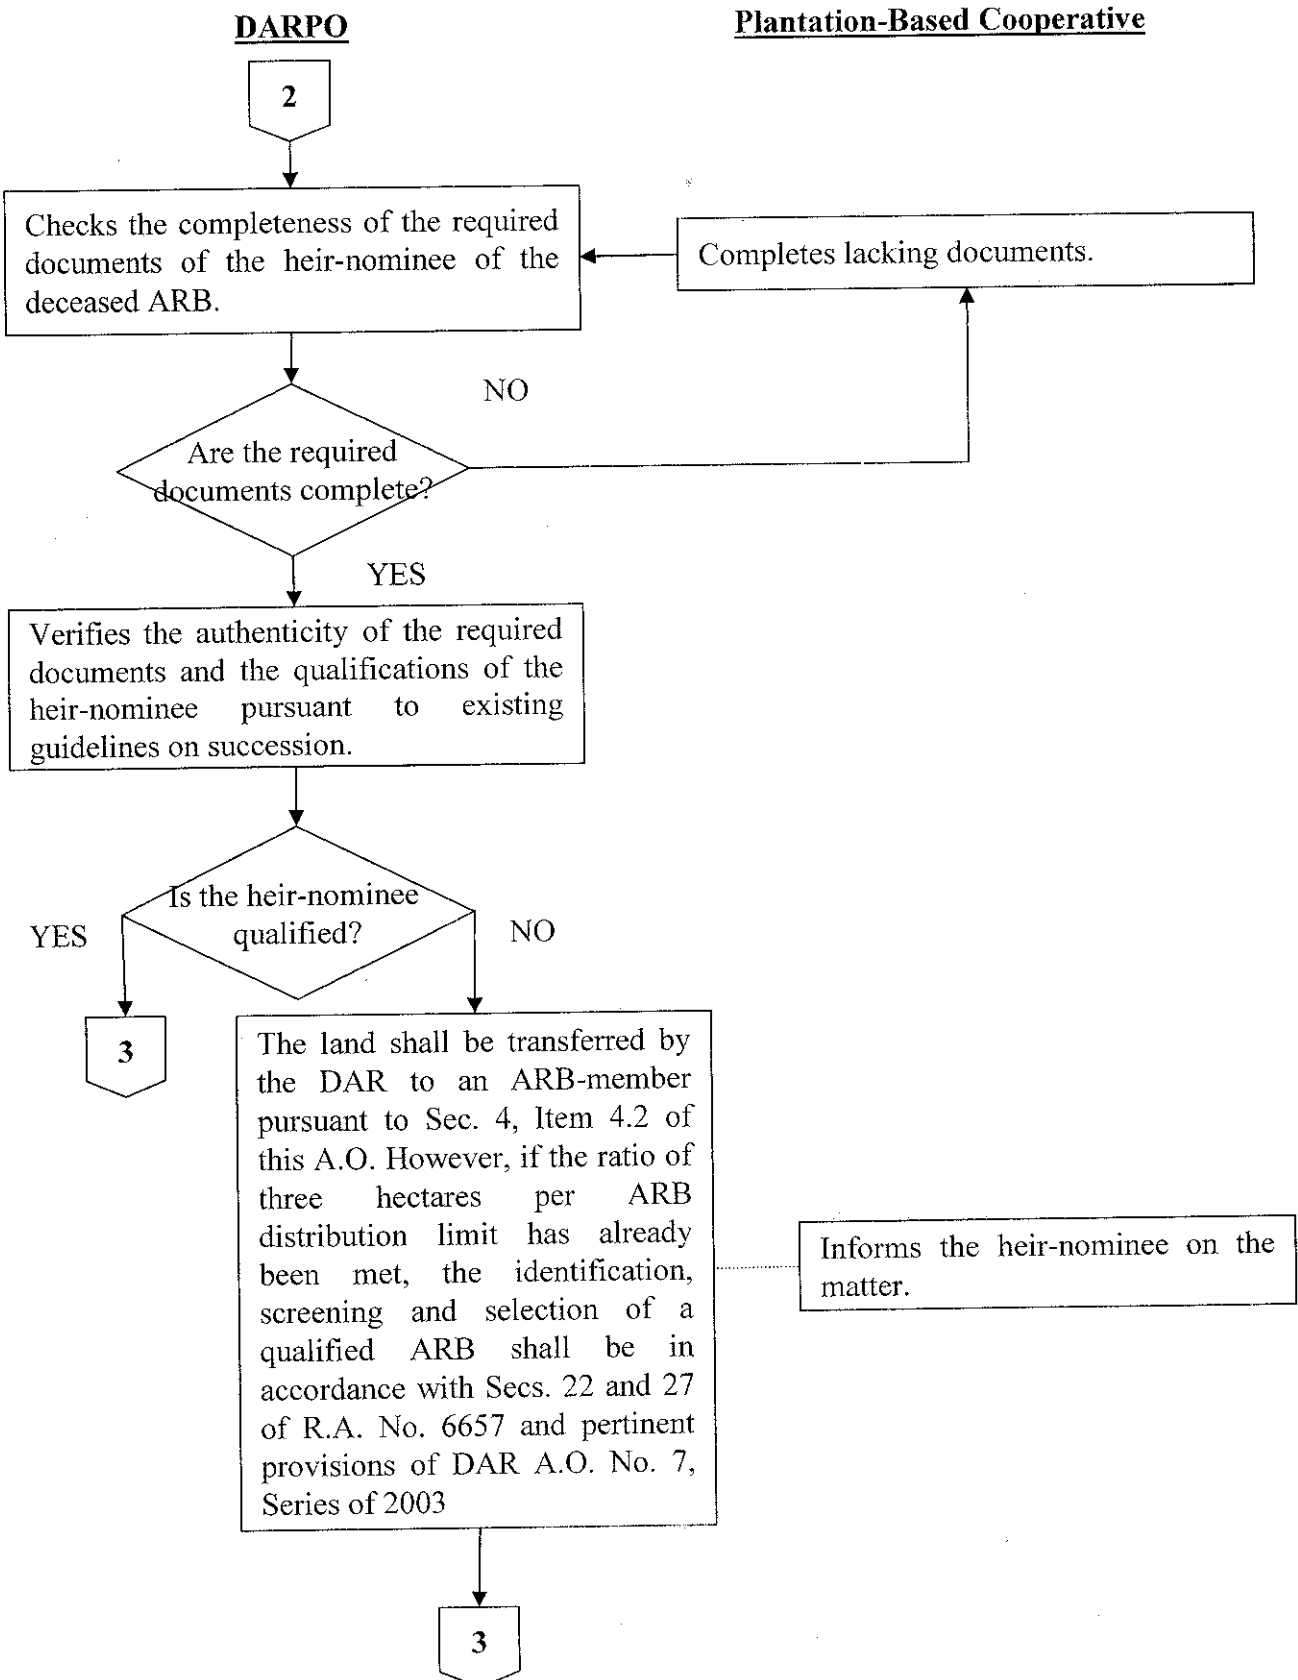 DARPO
Plantation-Based Cooperative
2
Checks the completeness of the required
documents of the heir-nominee of the
deceased ARB.
Completes lacking documents.
NO
Are the required
documents complete?
YES
Verifies the authenticity of the required
documents and the qualifications of the
heir-nominee pursuant to existing
guidelines on succession.
Is the heir-nominee
qualified?
YES
NO
3
The land shall be transferred by
the DAR to an ARB-member
pursuant to Sec. 4, Item 4.2 of
this A.O. However, if the ratio of
three hectares per ARB
distribution limit has already
been met, the identification,
screening and selection of a
qualified ARB shall be in
accordance with Secs. 22 and 27
of R.A. No. 6657 and pertinent
provisions of DAR A.O. No. 7,
Series of 2003
Informs the heir-nominee on the
matter.
3